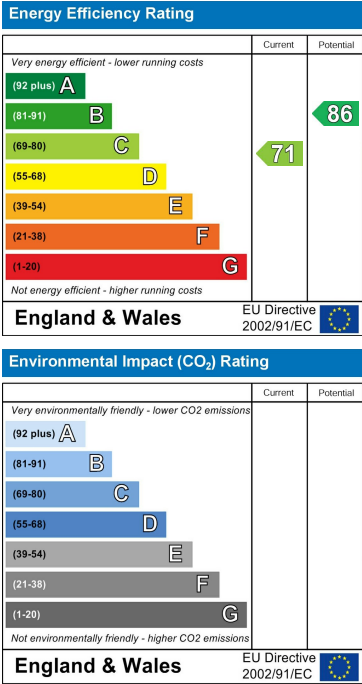 Energy Efficiency Rating
Current Potential
Very energy efficient - lower running costs
(92 plus) A
(81-91) B
(69-80) C
(55-68) D
(39-54) E
(21-38) F
(1-20) G
71
86
Not energy efficient - higher running costs
England & Wales
EU Directive
2002/91/EC
Environmental Impact (CO₂) Rating
Current Potential
Very environmentally friendly - lower CO2 emissions
(92 plus) A
(81-91) B
(69-80) C
(55-68) D
(39-54) E
(21-38) F
(1-20) G
Not environmentally friendly - higher CO2 emissions
England & Wales
EU Directive
2002/91/EC